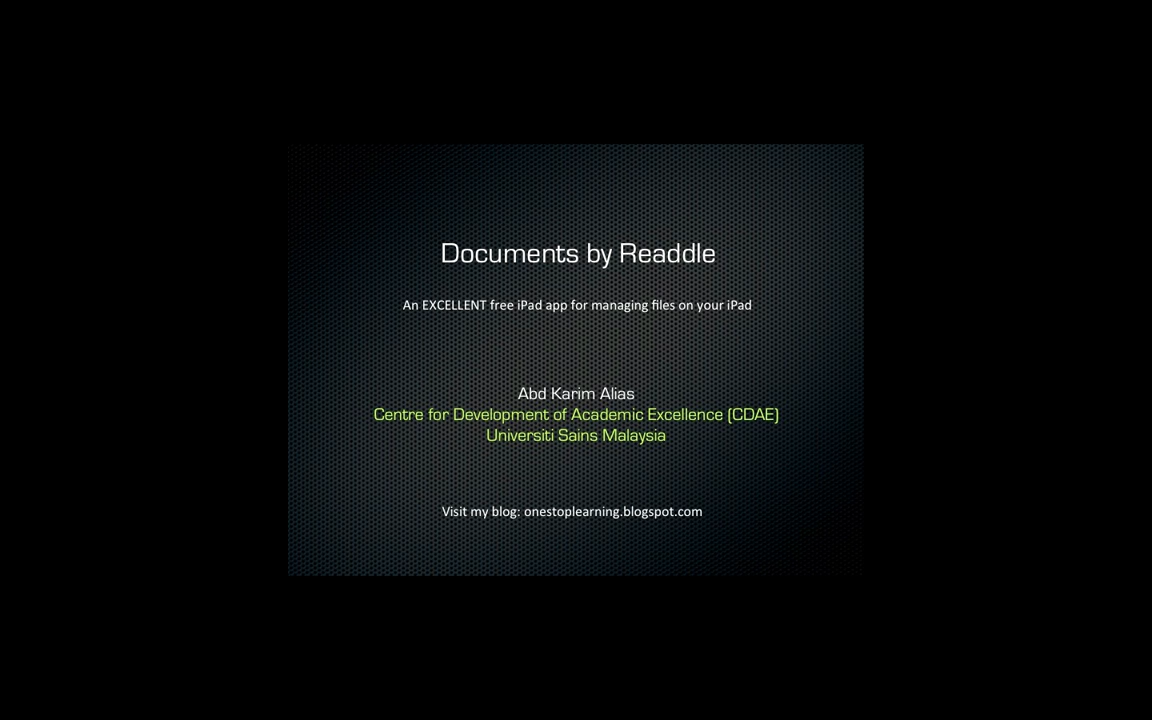 Documents by Readdle
An EXCELLENT free iPad app for managing files on your iPad
Abd Karim Alias
Centre for Development of Academic Excellence (CDAE)
Universiti Sains Malaysia
Visit my blog: onestoplearning.blogspot.com